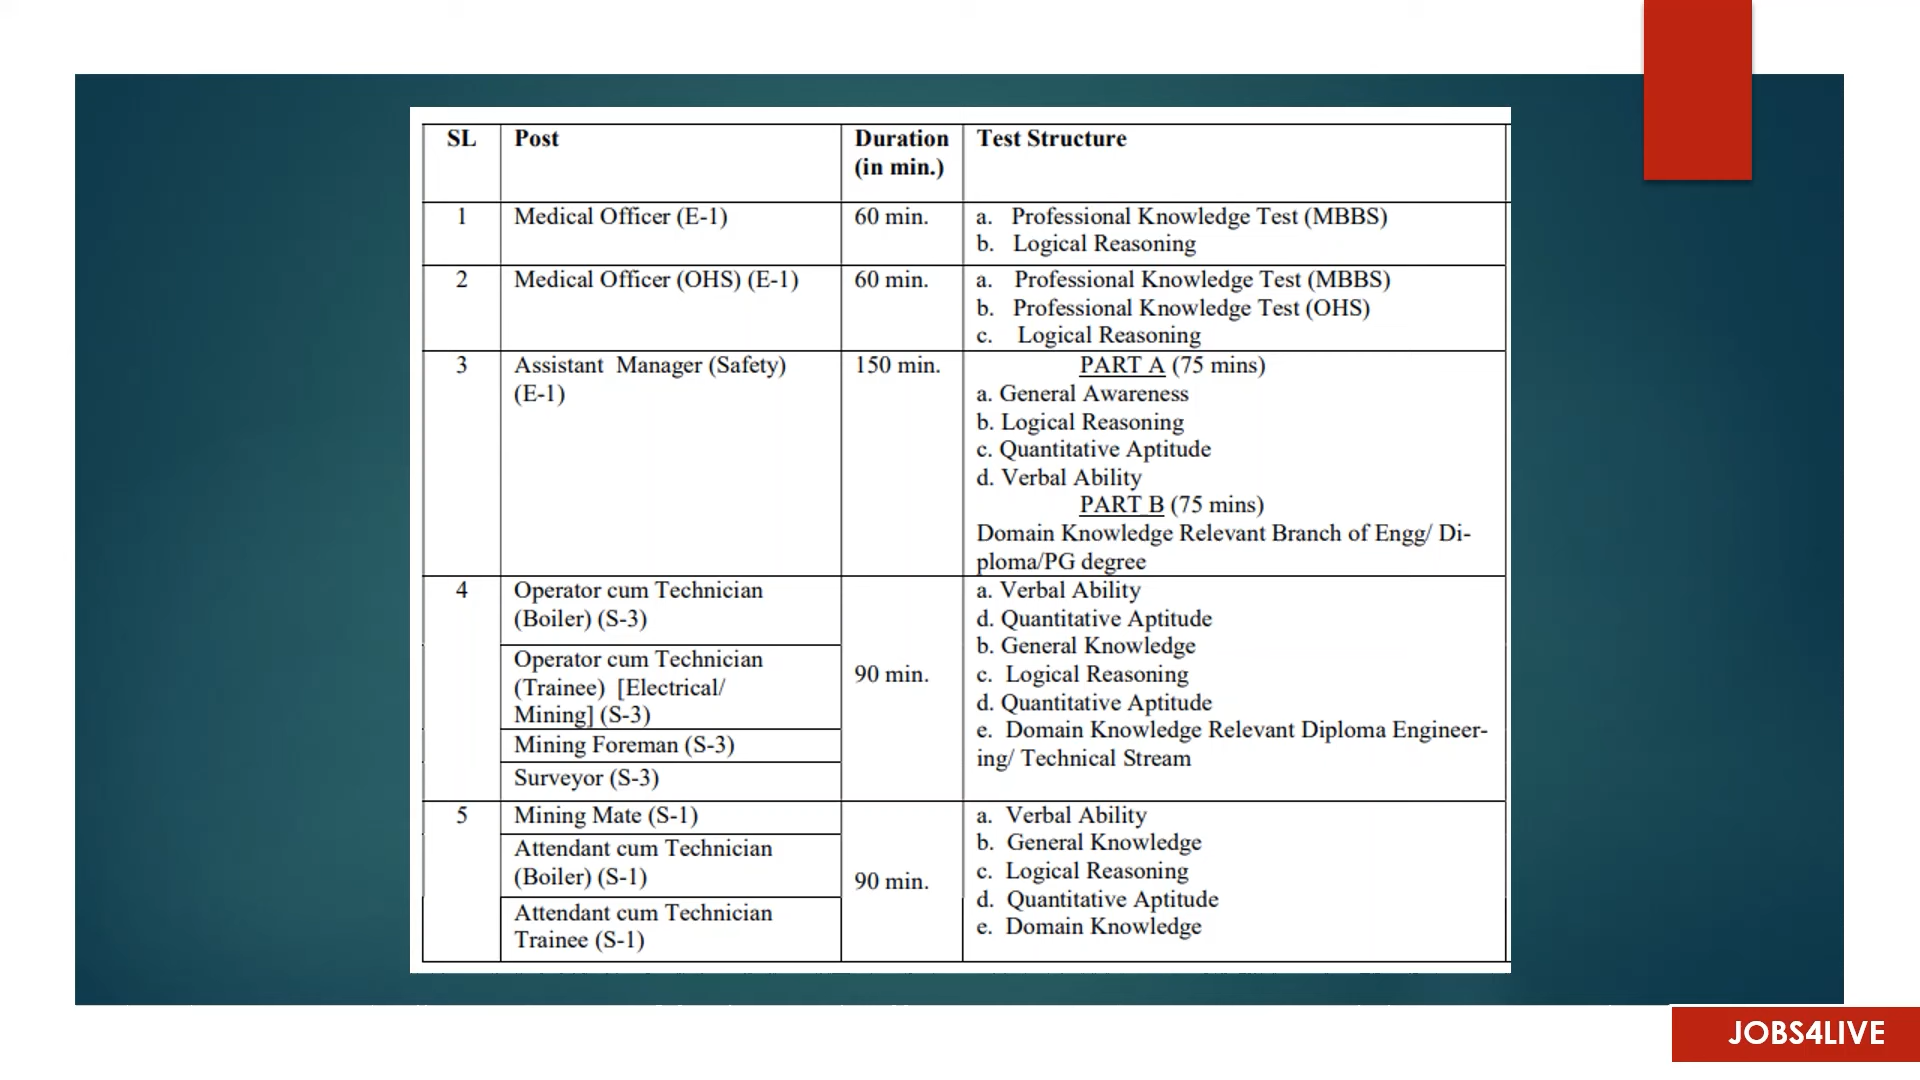 SL Post Duration (in min.) Test Structure
1 Medical Officer (E-1) 60 min. a. Professional Knowledge Test (MBBS)
b. Logical Reasoning
2 Medical Officer (OHS) (E-1) 60 min. a. Professional Knowledge Test (MBBS)
b. Professional Knowledge Test (OHS)
c. Logical Reasoning
3 Assistant Manager (Safety)
(E-1)
150 min.
PART A (75 mins)
a. General Awareness
b. Logical Reasoning
c. Quantitative Aptitude
d. Verbal Ability
PART B (75 mins)
Domain Knowledge Relevant Branch of Engg/ Di-
ploma/PG degree
4 Operator cum Technician
(Boiler) (S-3)
Operator cum Technician
(Trainee) [Electrical/
Mining] (S-3)
Mining Foreman (S-3)
Surveyor (S-3)
90 min.
a. Verbal Ability
d. Quantitative Aptitude
b. General Knowledge
c. Logical Reasoning
d. Quantitative Aptitude
e. Domain Knowledge Relevant Diploma Engineer-
ing/ Technical Stream
5 Mining Mate (S-1)
Attendant cum Technician
(Boiler) (S-1)
Attendant cum Technician
Trainee (S-1)
90 min.
a. Verbal Ability
b. General Knowledge
c. Logical Reasoning
d. Quantitative Aptitude
e. Domain Knowledge
JOBS4LIVE